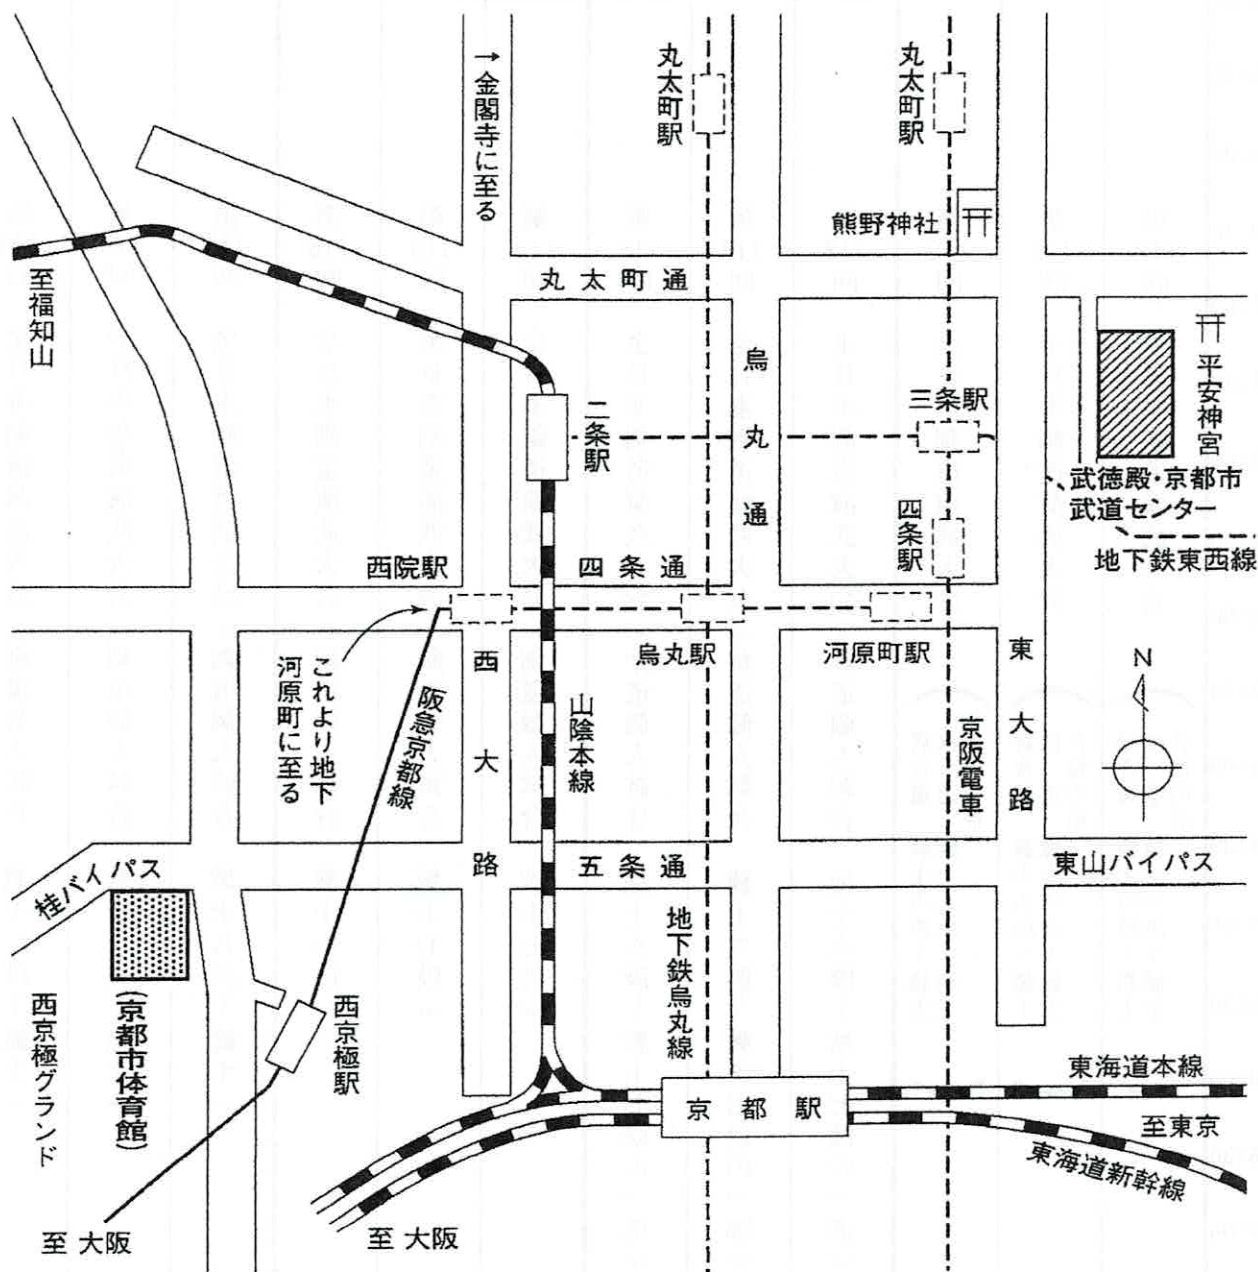 →金閣寺に至る
丸太町駅
丸太町駅
熊野神社
丸太町通
至福知山
烏丸通
平安神宮
三条駅
二条駅
武徳殿・京都市
武道センター
四条駅
地下鉄東西線
西院駅
四条通
烏丸駅
河原町駅
これより地下
河原町に至る
阪急京都線
西大路
山陰本線
京阪電車
東大路
N
桂バイパス
五条通
東山バイパス
地下鉄烏丸線
西京極グランド
(京都市体育館)
西京極駅
京都駅
東海道本線
至東京
東海道新幹線
至 大阪
至 大阪